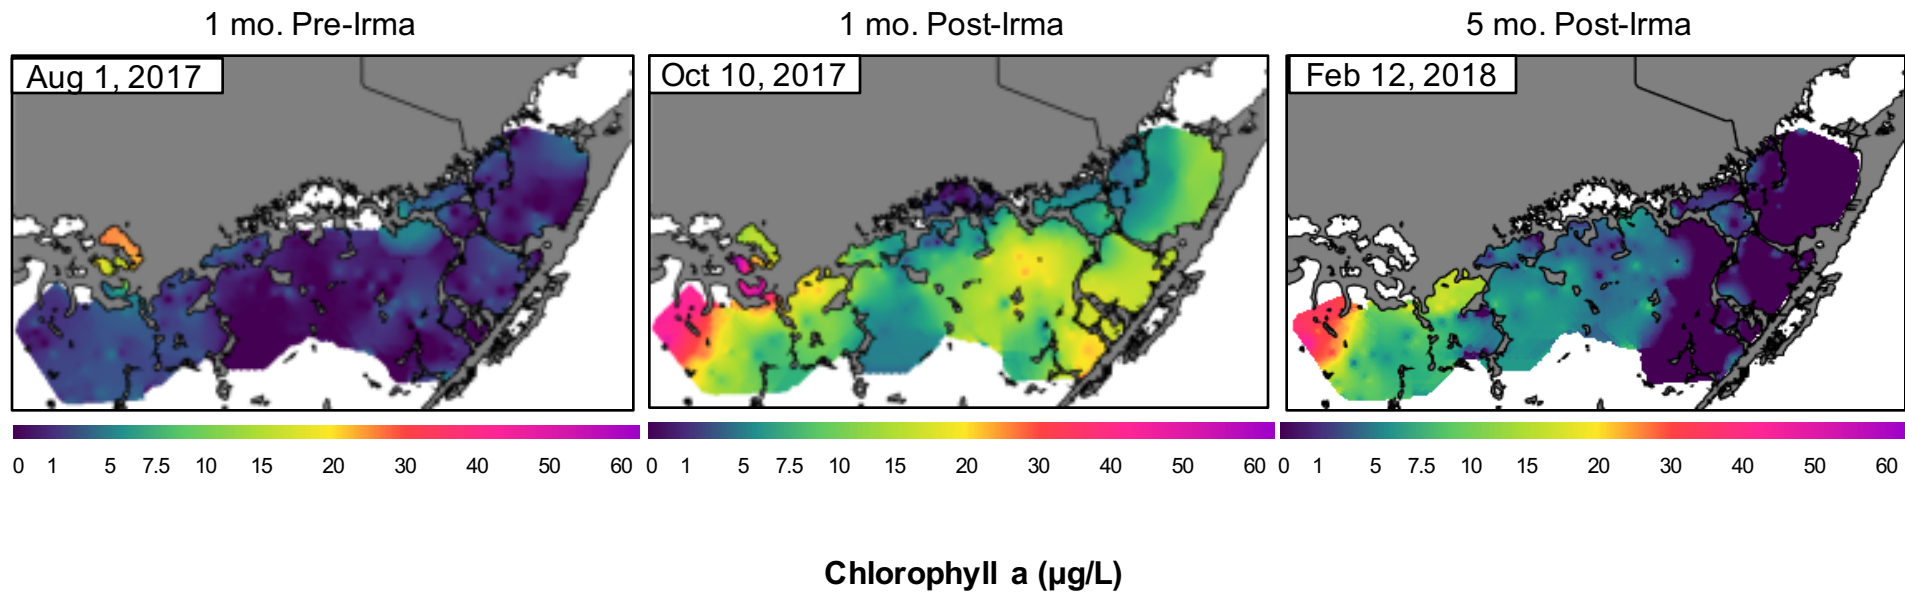 1 mo. Pre-Irma
1 mo. Post-Irma
5 mo. Post-Irma
Aug 1, 2017
Oct 10, 2017
Feb 12, 2018
0 1 5 7.5 10 15 20 30 40 50 60
0 1 5 7.5 10 15 20 30 40 50 60
0 1 5 7.5 10 15 20 30 40 50 60
Chlorophyll a (µg/L)